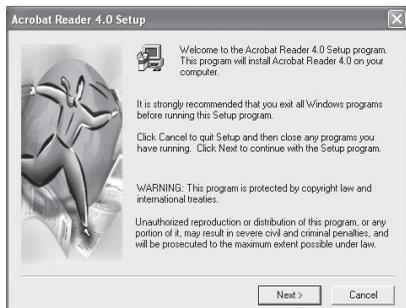 Acrobat Reader 4.0 Setup
Welcome to the Acrobat Reader 4.0 Setup program.
This program will install Acrobat Reader 4.0 on your
computer.
It is strongly recommended that you exit all Windows programs
before running this Setup program.
Click Cancel to quit Setup and then close any programs you
have running. Click Next to continue with the Setup program.
WARNING: This program is protected by copyright law and
international treaties.
Unauthorized reproduction or distribution of this program, or any
portion of it, may result in severe civil and criminal penalties, and
will be prosecuted to the maximum extent possible under law.
Next >
Cancel